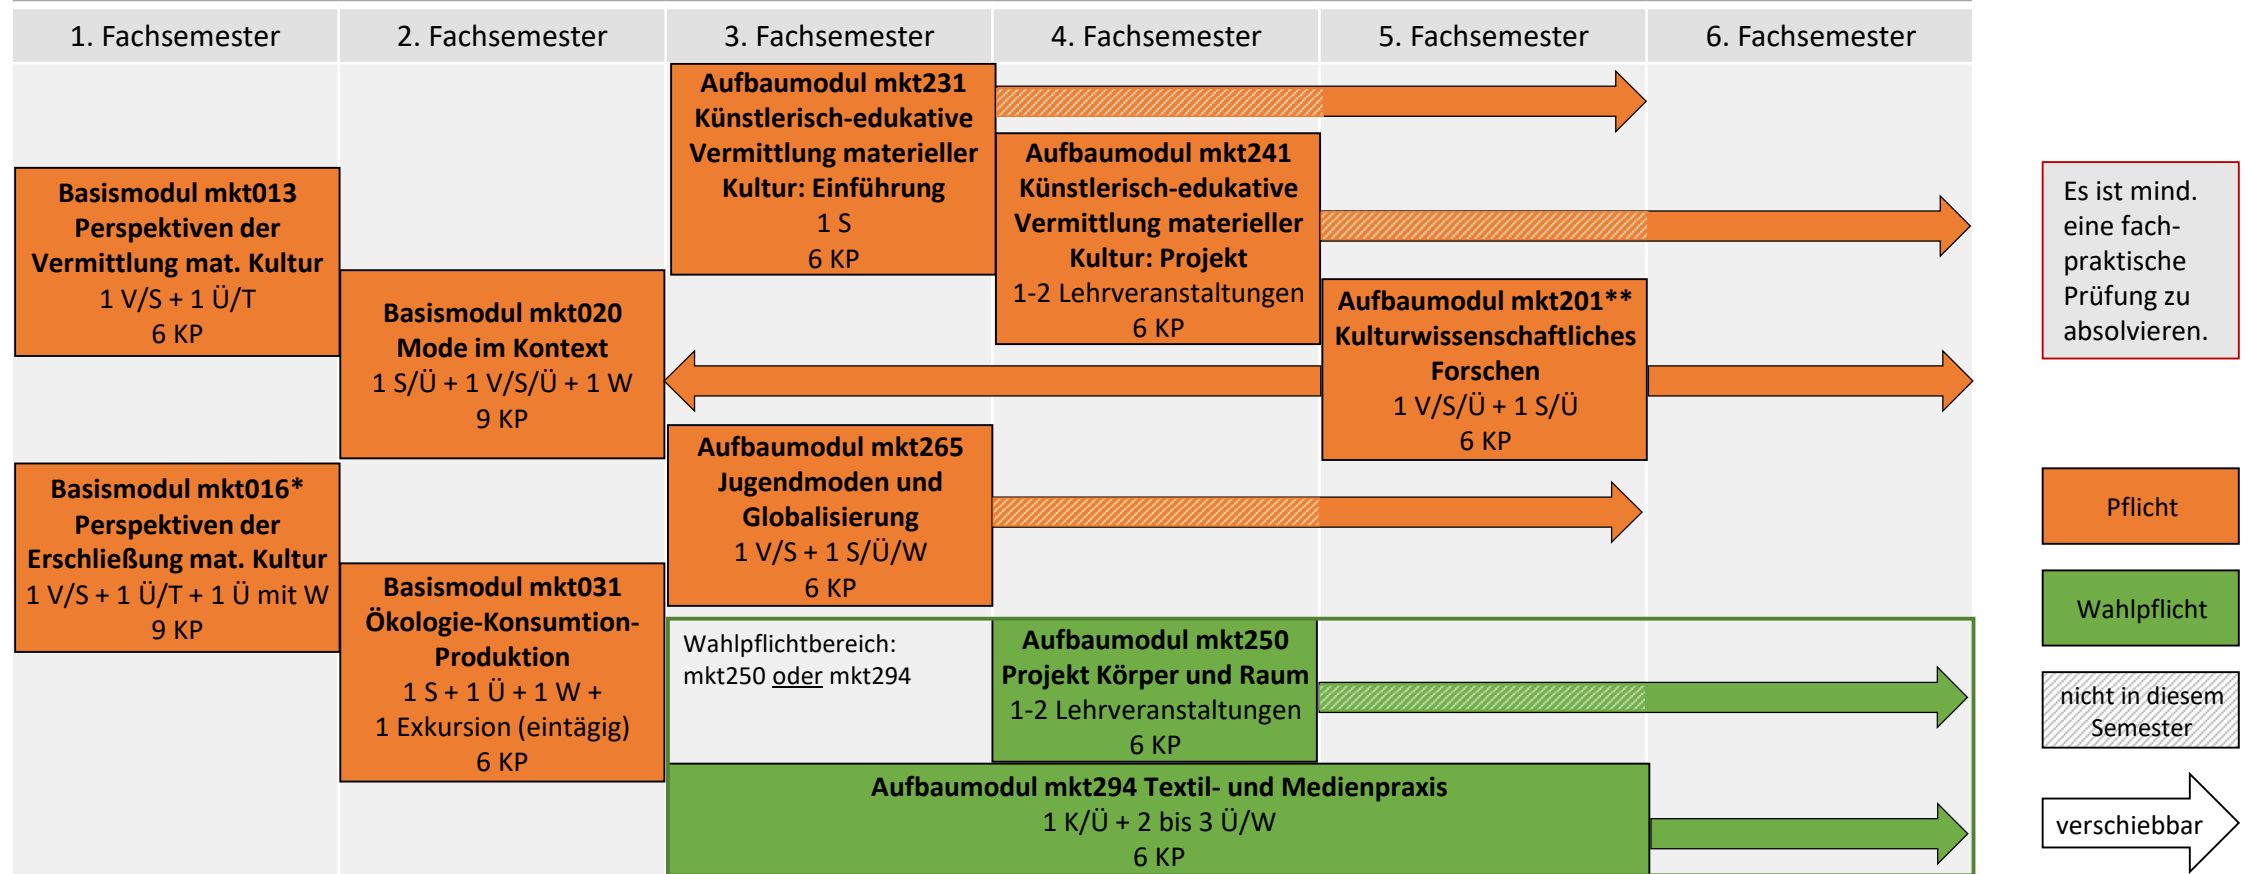 1. Fachsemester
2. Fachsemester
3. Fachsemester
4. Fachsemester
5. Fachsemester
6. Fachsemester
Basismodul mkt013
Perspektiven der
Vermittlung mat. Kultur
1 V/S + 1 Ü/T
6 KP
Basismodul mkt016*
Perspektiven der
Erschließung mat. Kultur
1 V/S + 1 Ü/T + 1 Ü mit W
9 KP
Basismodul mkt020
Mode im Kontext
1 S/Ü + 1 V/S/Ü + 1 W
9 KP
Basismodul mkt031
Ökologie-Konsumtion-
Produktion
1 S + 1 Ü + 1 W +
1 Exkursion (eintägig)
6 KP
Aufbaumodul mkt231
Künstlerisch-edukative
Vermittlung materieller
Kultur: Einführung
1 S
6 KP
Aufbaumodul mkt265
Jugendmoden und
Globalisierung
1 V/S + 1 S/Ü/W
6 KP
Aufbaumodul mkt241
Künstlerisch-edukative
Vermittlung materieller
Kultur: Projekt
1-2 Lehrveranstaltungen
6 KP
Aufbaumodul mkt201**
Kulturwissenschaftliches
Forschen
1 V/S/Ü + 1 S/Ü
6 KP
Wahlpflichtbereich:
mkt250 oder mkt294
Aufbaumodul mkt250
Projekt Körper und Raum
1-2 Lehrveranstaltungen
6 KP
Aufbaumodul mkt294 Textil- und Medienpraxis
1 K/Ü + 2 bis 3 Ü/W
6 KP
Es ist mind.
eine fach-
praktische
Prüfung zu
absolvieren.
Pflicht
Wahlpflicht
nicht in diesem
Semester
verschiebbar